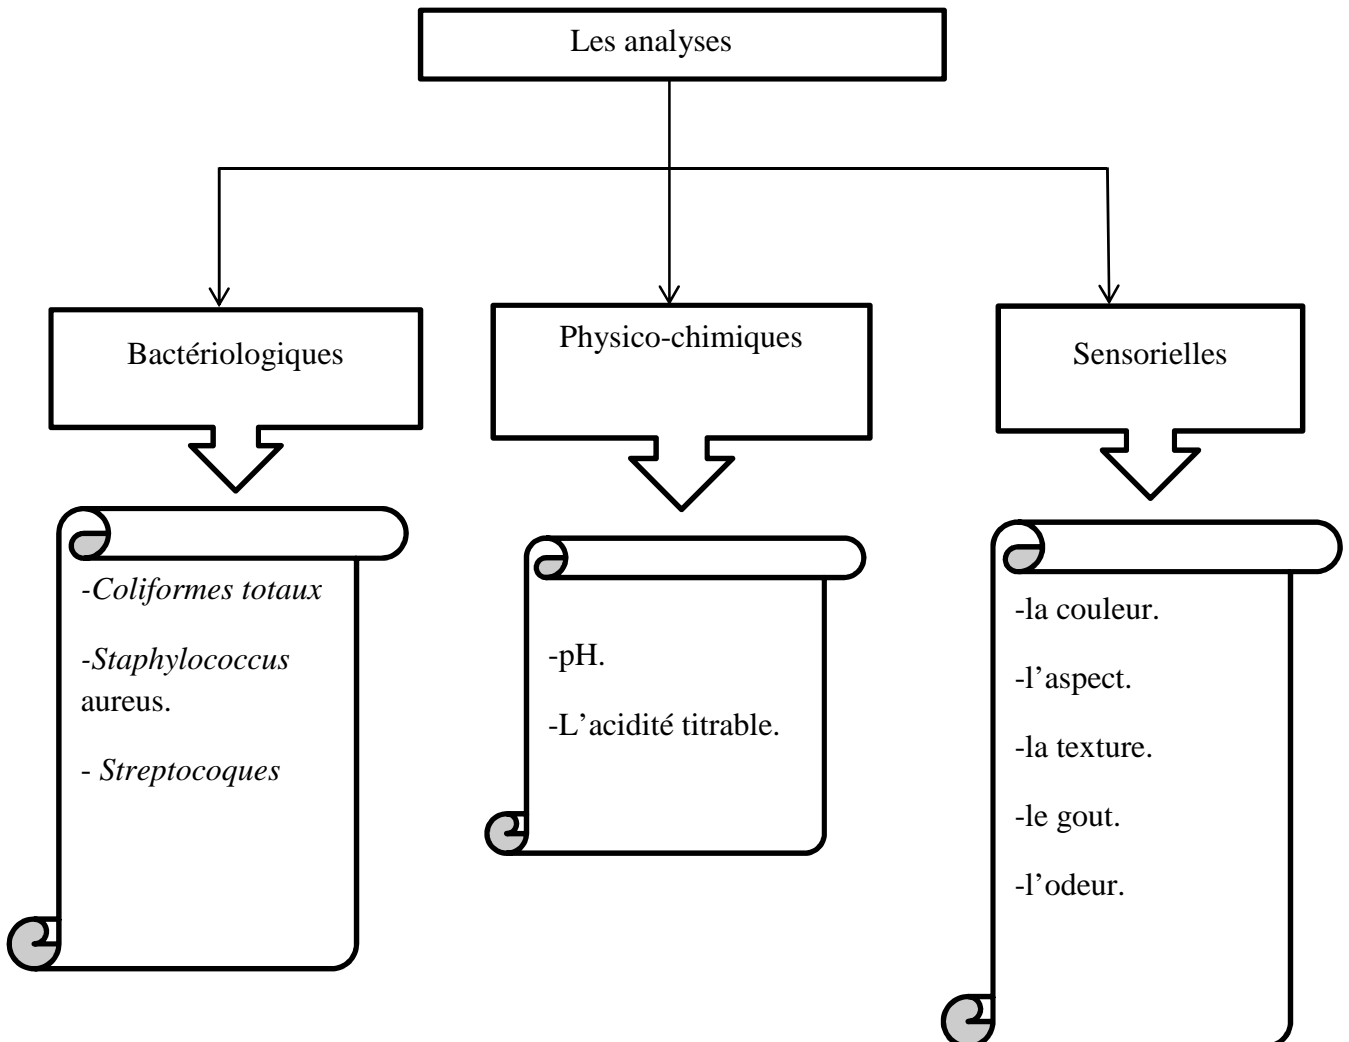 Les analyses
Bactériologiques
Physico-chimiques
Sensorielles
-Coliformes totaux
-Staphylococcus
aureus.
- Streptocoques
-pH.
-L’acidité titrable.
-la couleur.
-l’aspect.
-la texture.
-le gout.
-l’odeur.